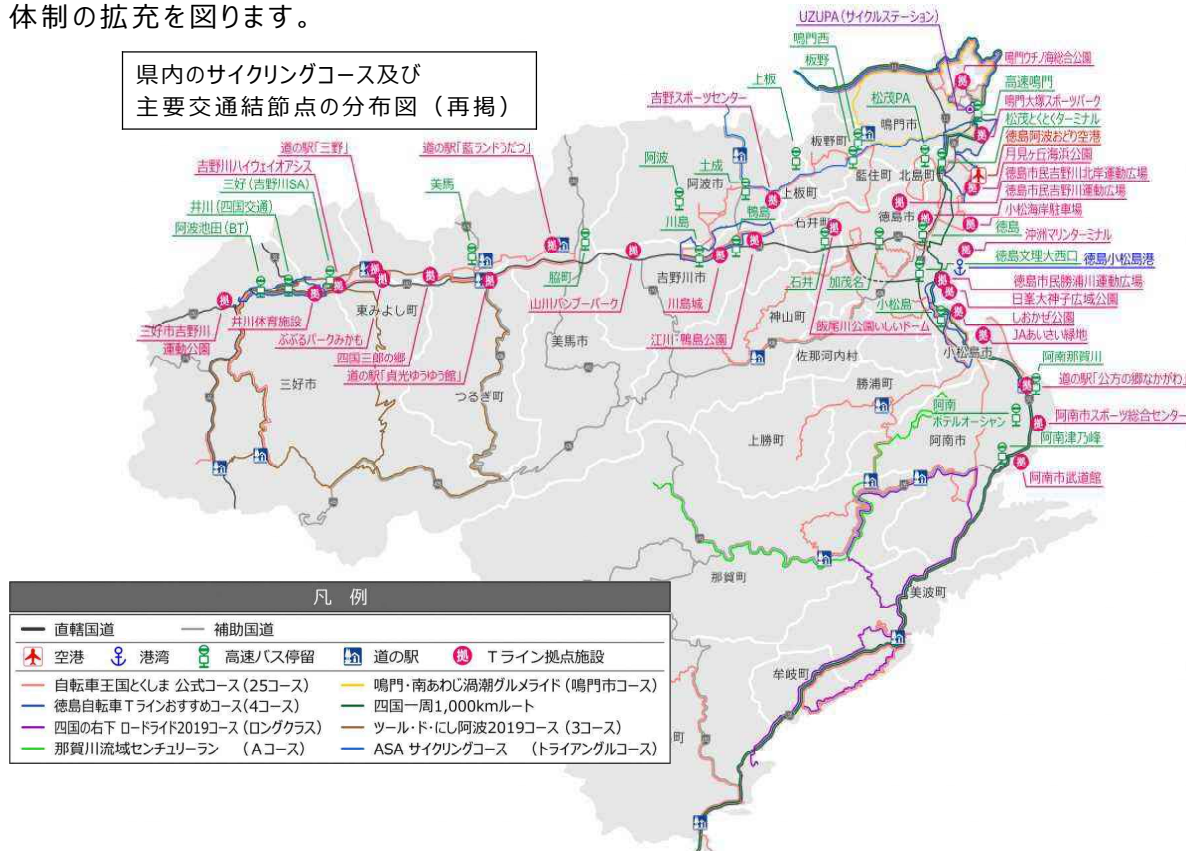 体制の拡充を図ります。
県内のサイクリングコース及び
主要交通結節点の分布図（再掲）
UZUPA（サイクルステーション）
鳴門西
板野
上板
吉野スポーツセンター
松茂PA
鳴門市
板野町
鳴門ウチノ海総合公園
高速鳴門
鳴門大塚スポーツパーク
松茂とくとくターミナル
徳島阿波おどり空港
月見ヶ丘海浜公園
徳島市民吉野川北岸運動広場
徳島市民吉野川運動広場
小松海岸駐車場
徳島
沖洲マリンターミナル
徳島文理大西口
徳島小松島港
徳島市民勝浦川運動広場
日峯大神子広域公園
しおかぜ公園
JAあいさい緑地
道の駅「三野」
吉野川ハイウェイオアシス
三好（吉野川SA）
井川（四国交通）
阿波池田（BT）
道の駅「藍ランドうだつ」
美馬
阿波
土成
阿波市
鴨島
川島
上板町
藍住町
北島町
石井町
徳島市
脇町
吉野川市
山川バンブーパーク
川島城
石井
加茂名
小松島
三好市吉野川
運動公園
井川体育施設
ぶぶるパークみかも
東みよし町
四国三郎の郷
道の駅「貞光ゆうゆう館」
美馬市
江川・鴨島公園
神山町
飯尾川公園いしいドーム
佐那河内村
小松島市
三好市
つるぎ町
勝浦町
上勝町
阿南
ホテルオーシャン
阿南市
阿南那賀川
道の駅「公方の郷なかがわ」
阿南市スポーツ総合センター
阿南津乃峰
阿南市武道館
那賀町
美波町
牟岐町
町
凡 例
直轄国道
補助国道
空港
港湾
高速バス停留
道の駅
拠
Tライン拠点施設
自転車王国とくしま 公式コース（25コース）
鳴門・南あわじ渦潮グルメライド（鳴門市コース）
徳島自転車Tラインおすすめコース（4コース）
四国一周1,000kmルート
四国の右下 ロードライド2019コース（ロングクラス）
ツール・ド・にし阿波2019コース（3コース）
那賀川流域センチュリーラン （Aコース）
ASA サイクリングコース （トライアングルコース）